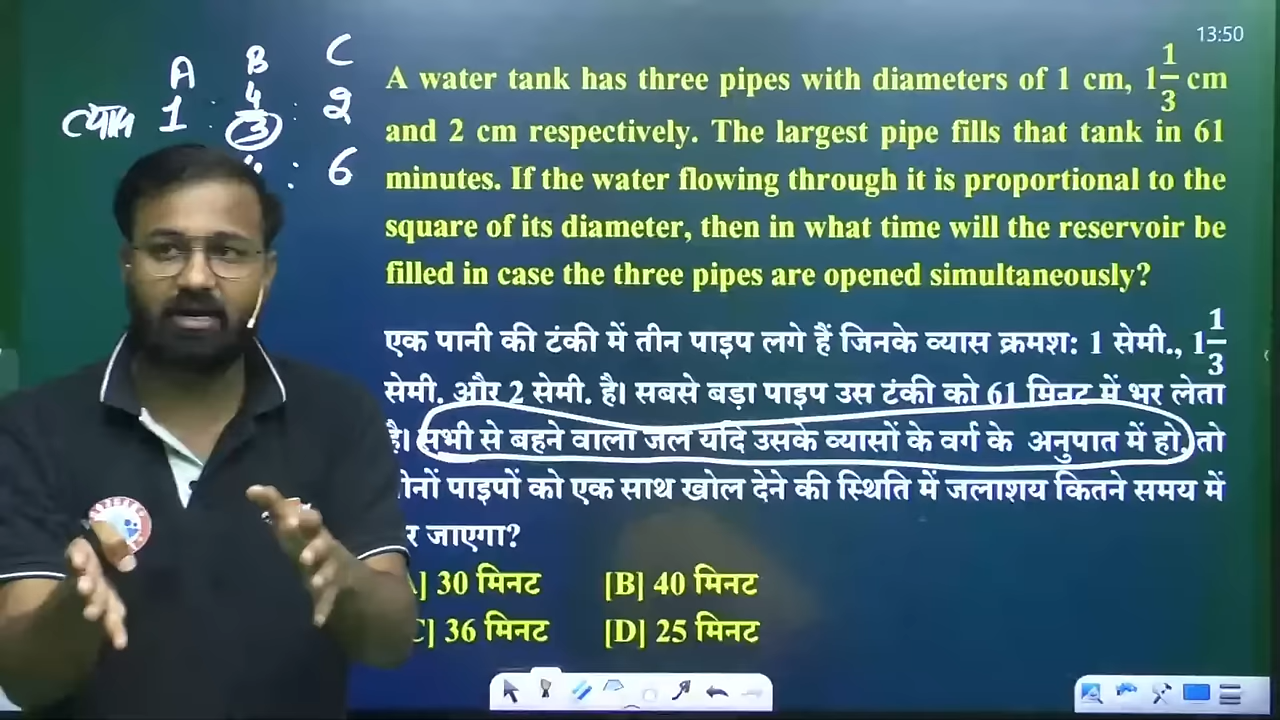 13:50
A B C
व्यास 1 : 4/3 : 2
4 : 6
A water tank has three pipes with diameters of 1 cm, 1 1/3 cm
and 2 cm respectively. The largest pipe fills that tank in 61
minutes. If the water flowing through it is proportional to the
square of its diameter, then in what time will the reservoir be
filled in case the three pipes are opened simultaneously?
एक पानी की टंकी में तीन पाइप लगे हैं जिनके व्यास क्रमश: 1 सेमी., 1 1/3
सेमी. और 2 सेमी. है। सबसे बड़ा पाइप उस टंकी को 61 मिनट में भर लेता
है। सभी से बहने वाला जल यदि उसके व्यासों के वर्ग के अनुपात में हो, तो
पाइपों को एक साथ खोल देने की स्थिति में जलाशय कितने समय में
जाएगा?
30 मिनट [B] 40 मिनट
C] 36 मिनट [D] 25 मिनट